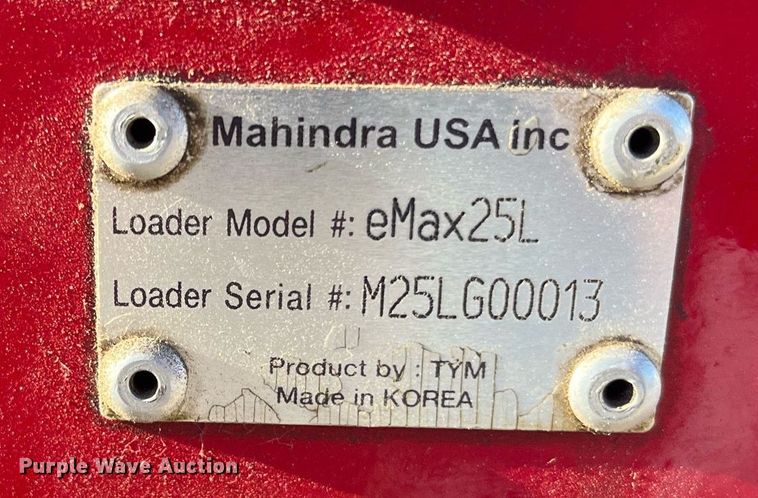 Mahindra USA inc
Loader Model #: eMax25L
Loader Serial #: M25LG00013
Product by : TYM
Made in KOREA
Purple Wave Auction